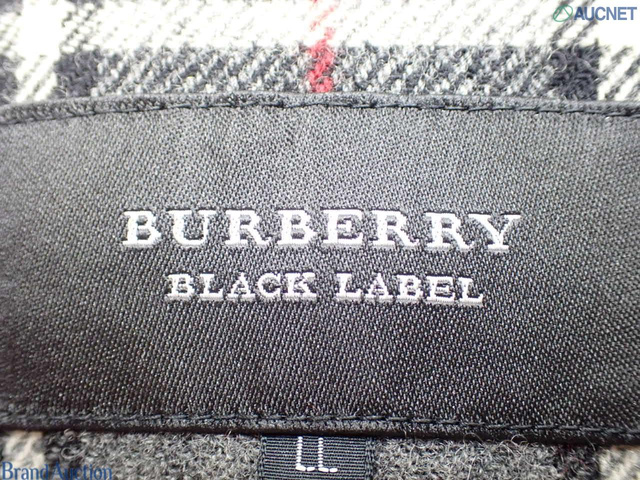 AUCNET
BURBERRY
BLACK LABEL
LL
Brand Auction